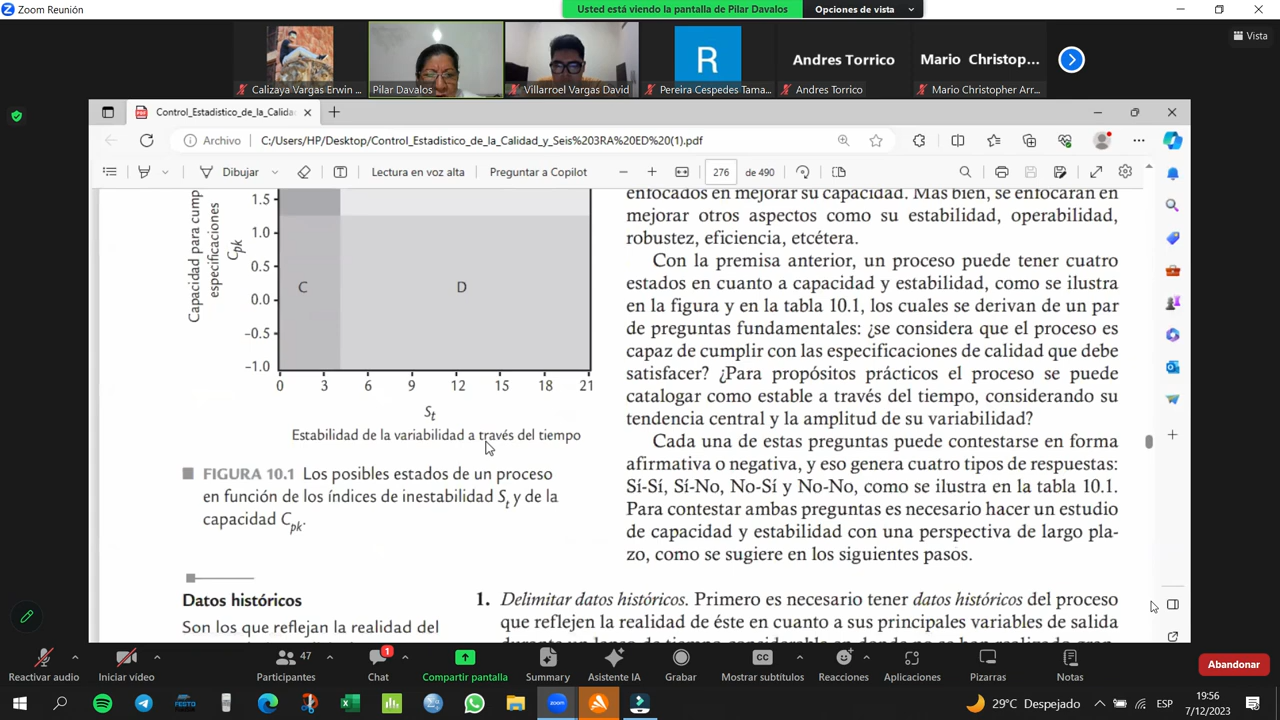 Zoom Reunión
Usted está viendo la pantalla de Pilar Davalos
Opciones de vista
Vista
R
Andres Torrico
Mario Christop...
Calizaya Vargas Erwin ...
Pilar Davalos
Villarroel Vargas David
Pereira Cespedes Tama...
Andres Torrico
Mario Christopher Arr...
Control_Estadistico_de_la_Calida
Archivo
C:/Users/HP/Desktop/Control_Estadistico_de_la_Calidad_y_Seis%203RA%20ED%20(1).pdf
Dibujar
Lectura en voz alta
Preguntar a Copilot
276
de 490
Capacidad para cump
especificaciones
Cpk
1.5
1.0
0.5
0.0
−0.5
−1.0
C
D
0 3 6 9 12 15 18 21
St
Estabilidad de la variabilidad a través del tiempo
FIGURA 10.1 Los posibles estados de un proceso
en función de los índices de inestabilidad St y de la
capacidad Cpk.
Datos históricos
Son los que reflejan la realidad del
enfocados en mejorar su capacidad. Más bien, se enfocarán en
mejorar otros aspectos como su estabilidad, operabilidad,
robustez, eficiencia, etcétera.
Con la premisa anterior, un proceso puede tener cuatro
estados en cuanto a capacidad y estabilidad, como se ilustra
en la figura y en la tabla 10.1, los cuales se derivan de un par
de preguntas fundamentales: ¿se considera que el proceso es
capaz de cumplir con las especificaciones de calidad que debe
satisfacer? ¿Para propósitos prácticos el proceso se puede
catalogar como estable a través del tiempo, considerando su
tendencia central y la amplitud de su variabilidad?
Cada una de estas preguntas puede contestarse en forma
afirmativa o negativa, y eso genera cuatro tipos de respuestas:
Sí-Sí, Sí-No, No-Sí y No-No, como se ilustra en la tabla 10.1.
Para contestar ambas preguntas es necesario hacer un estudio
de capacidad y estabilidad con una perspectiva de largo pla-
zo, como se sugiere en los siguientes pasos.
1. Delimitar datos históricos. Primero es necesario tener datos históricos del proceso
que reflejen la realidad de éste en cuanto a sus principales variables de salida
Reactivar audio
Iniciar video
47
Participantes
1
Chat
Compartir pantalla
Summary
Asistente IA
Grabar
CC
Mostrar subtítulos
Reacciones
Aplicaciones
Pizarras
Notas
Abandonar
FESTO
29°C Despejado
ESP
19:56
7/12/2023